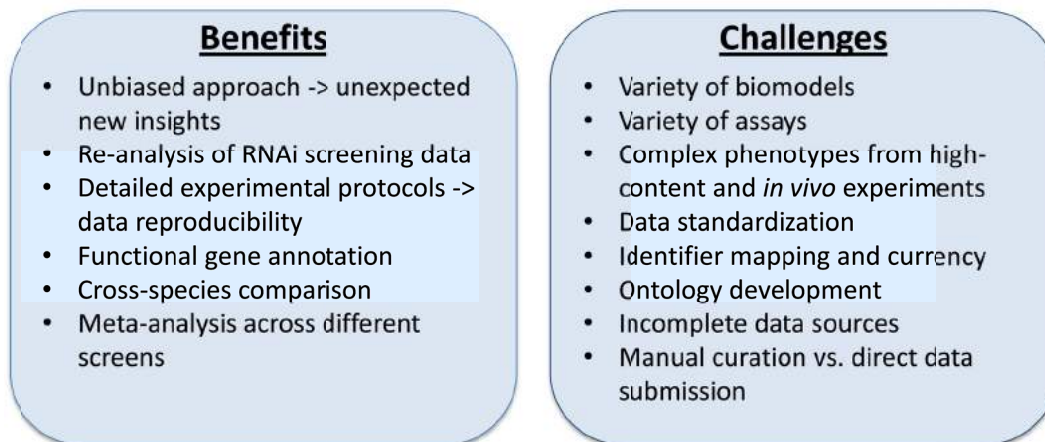 Benefits
• Unbiased approach -> unexpected
new insights
• Re-analysis of RNAi screening data
• Detailed experimental protocols ->
data reproducibility
• Functional gene annotation
• Cross-species comparison
• Meta-analysis across different
screens
Challenges
• Variety of biomodels
• Variety of assays
• Complex phenotypes from high-
content and in vivo experiments
• Data standardization
• Identifier mapping and currency
• Ontology development
• Incomplete data sources
• Manual curation vs. direct data
submission